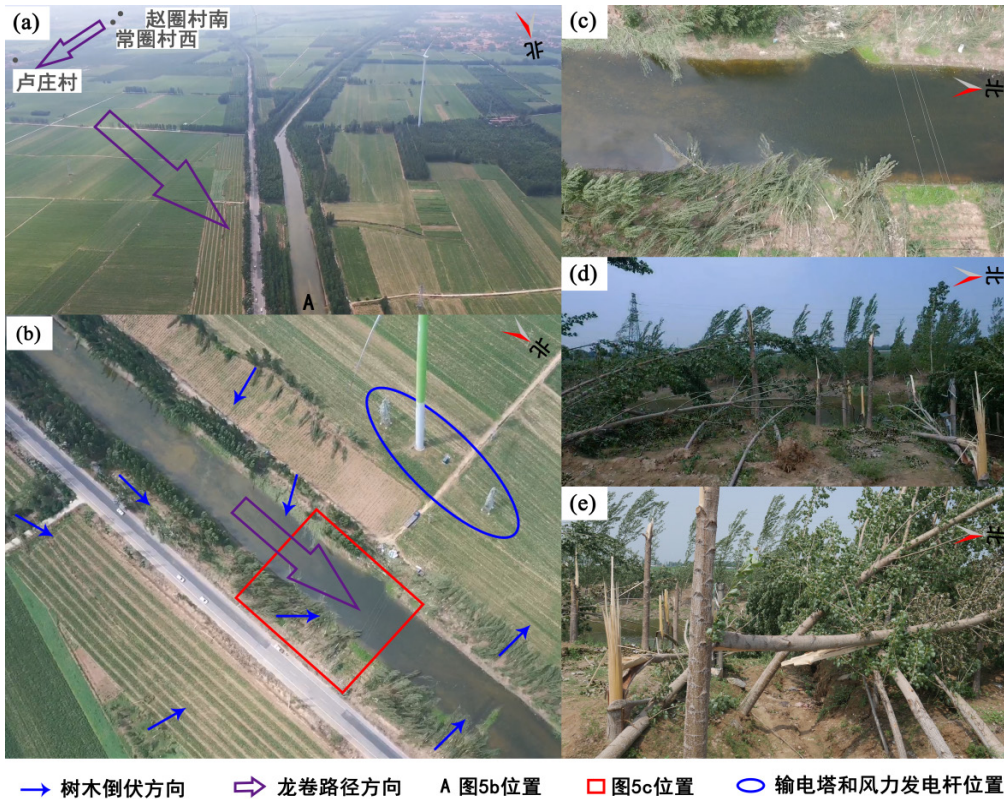 (a)
赵圈村南
常圈村西
卢庄村
北
A
(b)
北
(c)
北
(d)
北
(e)
北
树木倒伏方向
龙卷路径方向
A 图5b位置
图5c位置
输电塔和风力发电杆位置